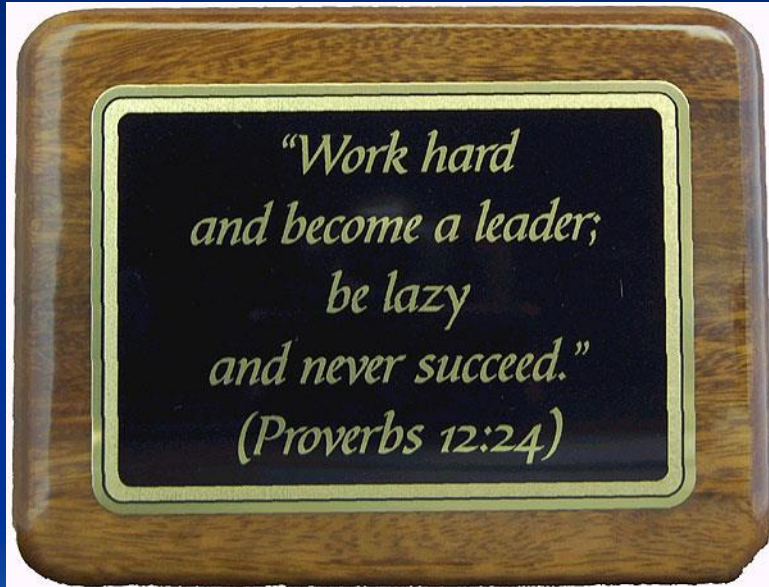 “Work hard
and become a leader;
be lazy
and never succeed.”
(Proverbs 12:24)